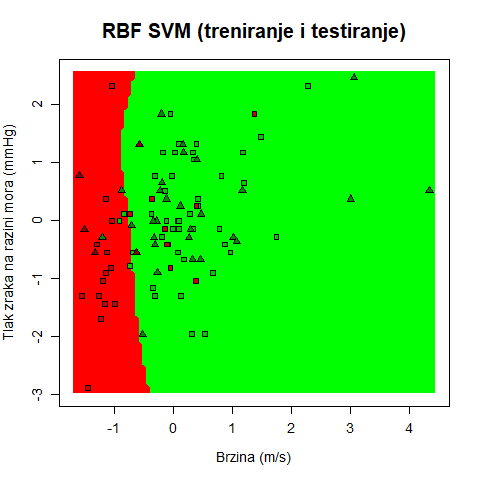 RBF SVM (treniranje i testiranje)
Tlak zraka na razini mora (mmHg)
2
1
0
-1
-2
-3
-1 0 1 2 3 4
Brzina (m/s)